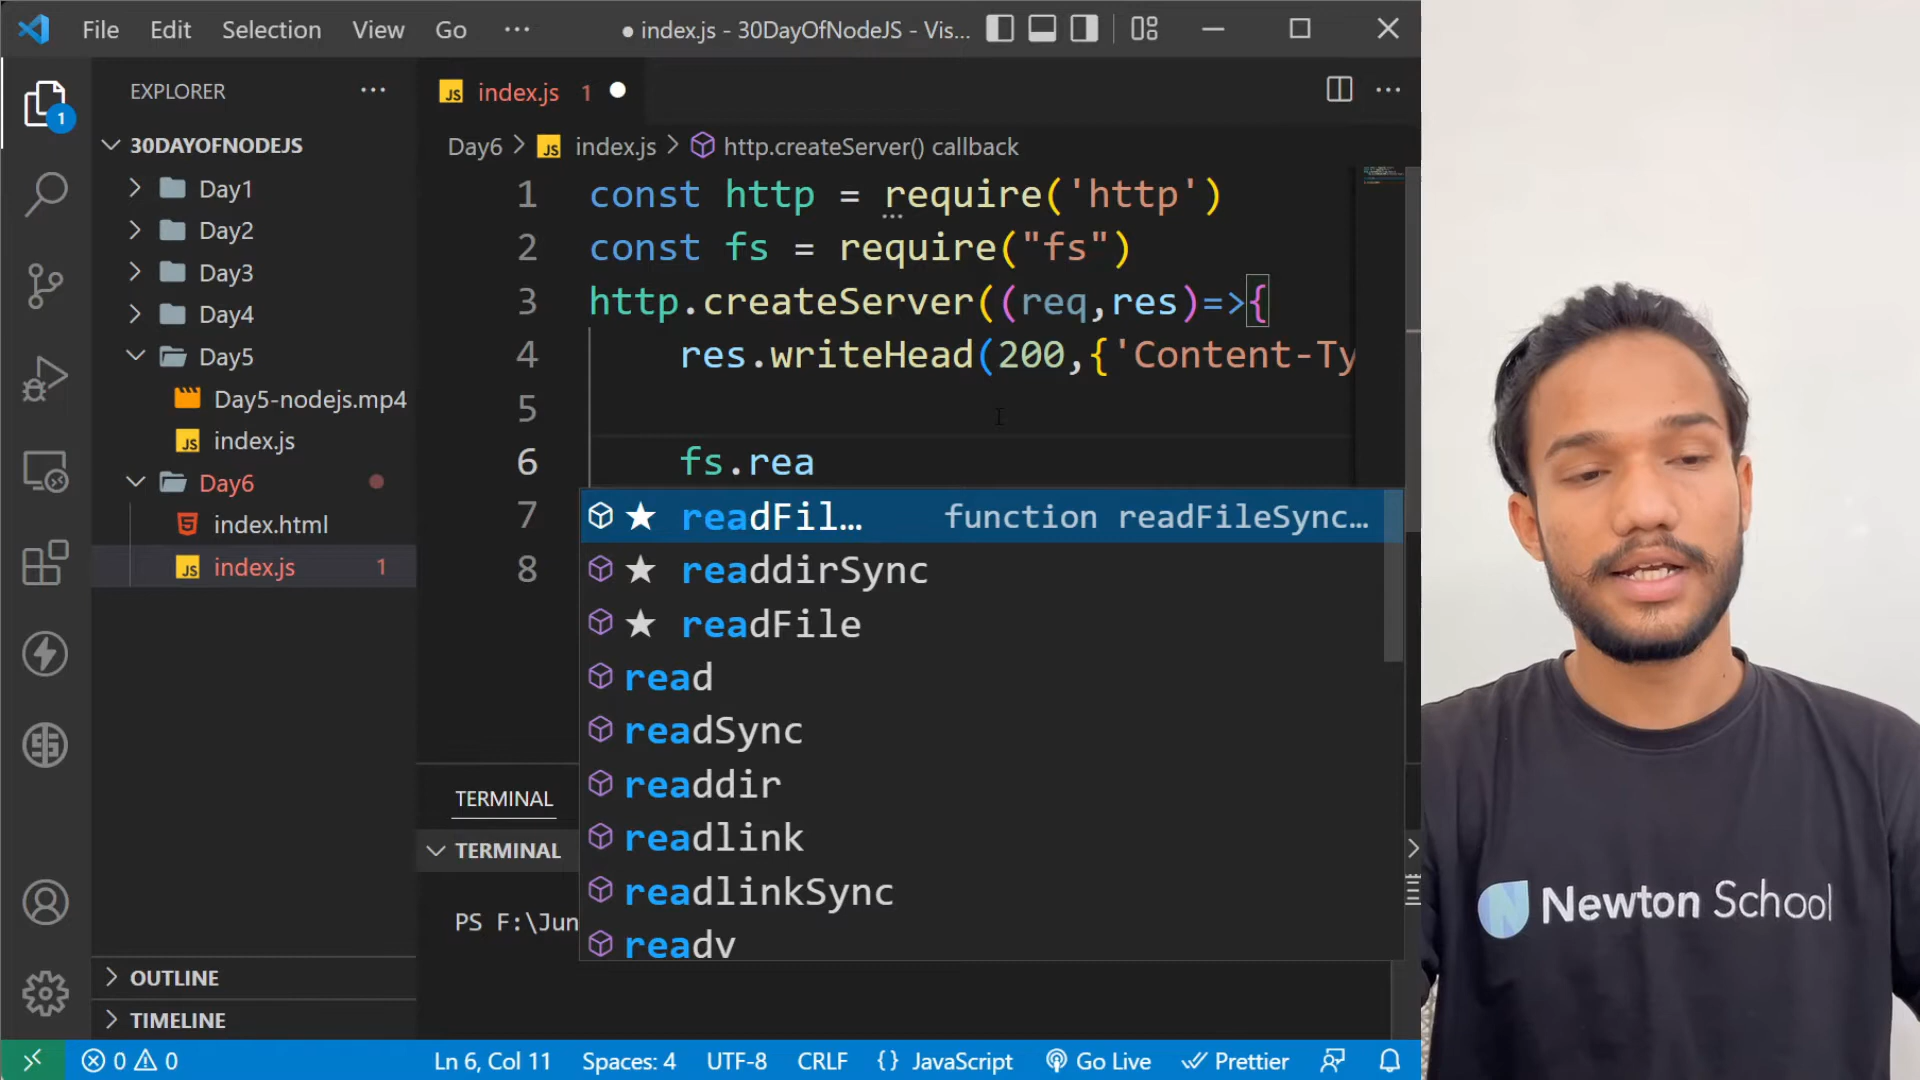 File Edit Selection View Go ...
● index.js - 30DayOfNodeJS - Vis...
EXPLORER ...
1
30DAYOFNODEJS
Day1
Day2
Day3
Day4
Day5
Day5-nodejs.mp4
index.js
Day6
index.html
index.js 1
OUTLINE
TIMELINE
JS index.js 1
Day6 > JS index.js > http.createServer() callback
1 const http = require('http')
2 const fs = require("fs")
3 http.createServer((req,res)=>{
4 res.writeHead(200,{'Content-Ty
5
6 fs.rea
7
8
★ readFil... function readFileSync...
★ readdirSync
★ readFile
read
readSync
readdir
readlink
readlinkSync
readv
TERMINAL
TERMINAL
PS F:\Jun
0 0 Ln 6, Col 11 Spaces: 4 UTF-8 CRLF {} JavaScript Go Live Prettier
Newton School